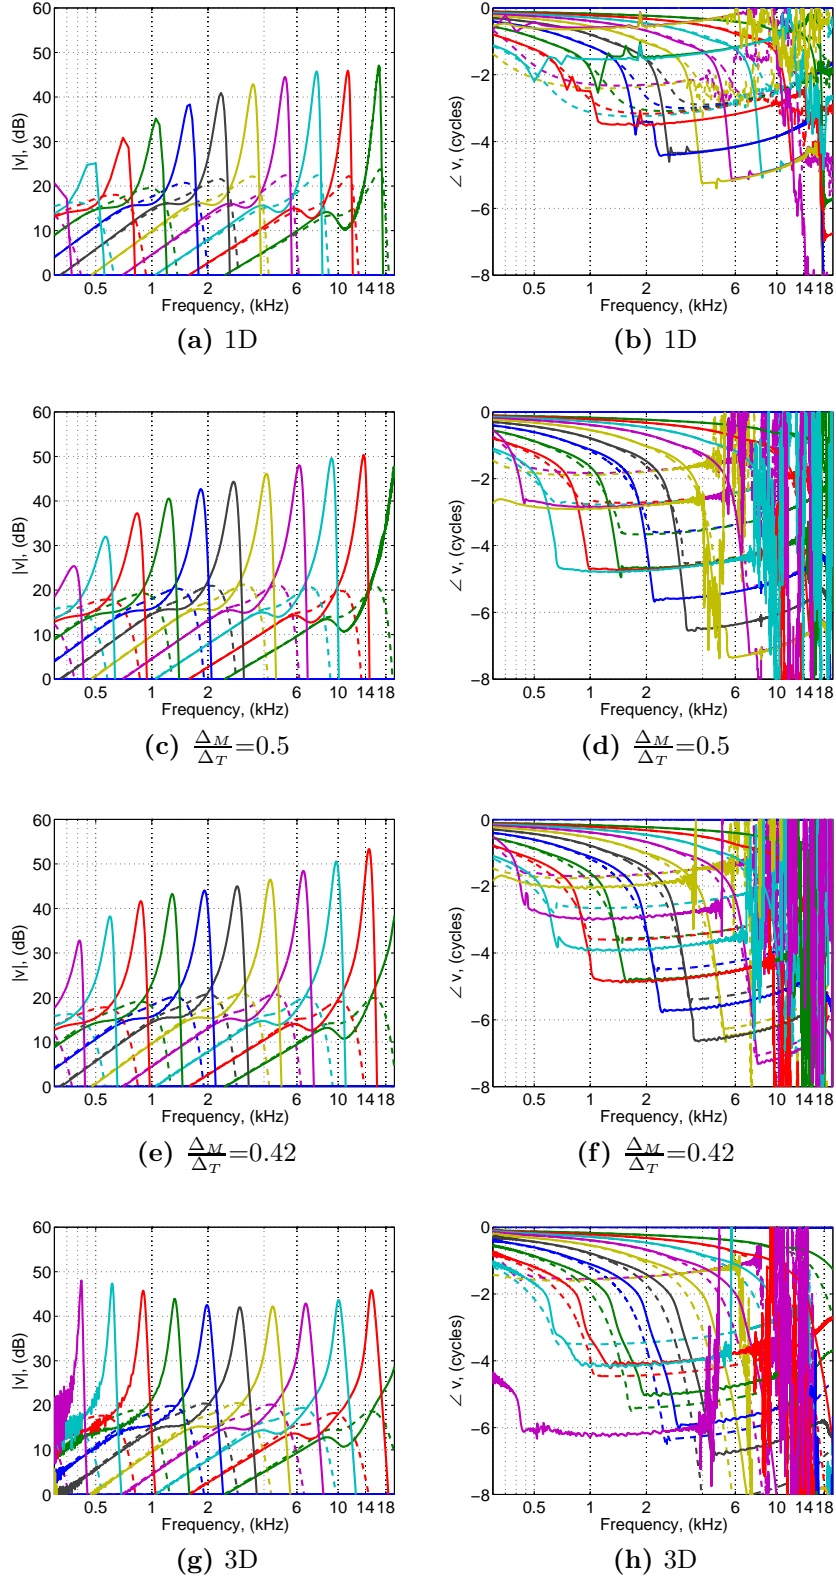 60
50
40
30
20
10
0
|v|, (dB)
0.5 1 2 6 10 14 18
Frequency, (kHz)
(a) 1D
0
−2
−4
−6
−8
∠ v, (cycles)
0.5 1 2 6 10 14 18
Frequency, (kHz)
(b) 1D
60
50
40
30
20
10
0
|v|, (dB)
0.5 1 2 6 10 14 18
Frequency, (kHz)
(c) Δ_M/Δ_T=0.5
0
−2
−4
−6
−8
∠ v, (cycles)
0.5 1 2 6 10 14 18
Frequency, (kHz)
(d) Δ_M/Δ_T=0.5
60
50
40
30
20
10
0
|v|, (dB)
0.5 1 2 6 10 14 18
Frequency, (kHz)
(e) Δ_M/Δ_T=0.42
0
−2
−4
−6
−8
∠ v, (cycles)
0.5 1 2 6 10 14 18
Frequency, (kHz)
(f) Δ_M/Δ_T=0.42
60
50
40
30
20
10
0
|v|, (dB)
0.5 1 2 6 10 14 18
Frequency, (kHz)
(g) 3D
0
−2
−4
−6
−8
∠ v, (cycles)
0.5 1 2 6 10 14 18
Frequency, (kHz)
(h) 3D